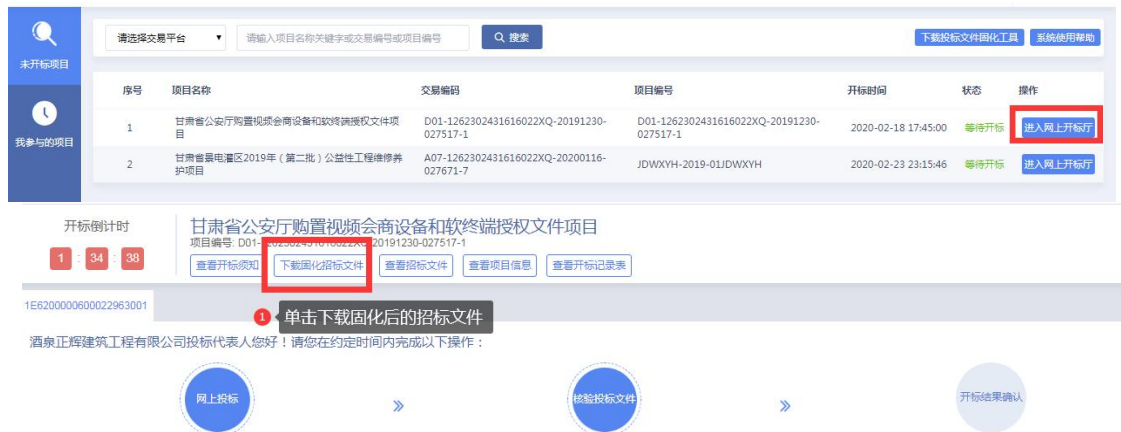 请选择交易平台
请输入项目名称关键字或交易编号或项目编号
搜索
下载投标文件固化工具
系统使用帮助
未开标项目
我参与的项目
序号 项目名称 交易编码 项目编号 开标时间 状态 操作
1 甘肃省公安厅购置视频会商设备和软终端授权文件项目 D01-1262302431616022XQ-20191230-027517-1 D01-1262302431616022XQ-20191230-027517-1 2020-02-18 17:45:00 等待开标 进入网上开标厅
2 甘肃省景电灌区2019年(第二批)公益性工程维修养护项目 A07-1262302431616022XQ-20200116-027671-7 JDWXYH-2019-01JDWXYH 2020-02-23 23:15:46 等待开标 进入网上开标厅
开标倒计时
1 : 34 : 38
甘肃省公安厅购置视频会商设备和软终端授权文件项目
项目编号: D01-1262302431616022XQ-20191230-027517-1
查看开标须知 下载固化招标文件 查看招标文件 查看项目信息 查看开标记录表
1E6200000600022963001
1 单击下载固化后的招标文件
酒泉正辉建筑工程有限公司投标代表人您好!请您在约定时间内完成以下操作:
网上投标 » 核验投标文件 » 开标结果确认